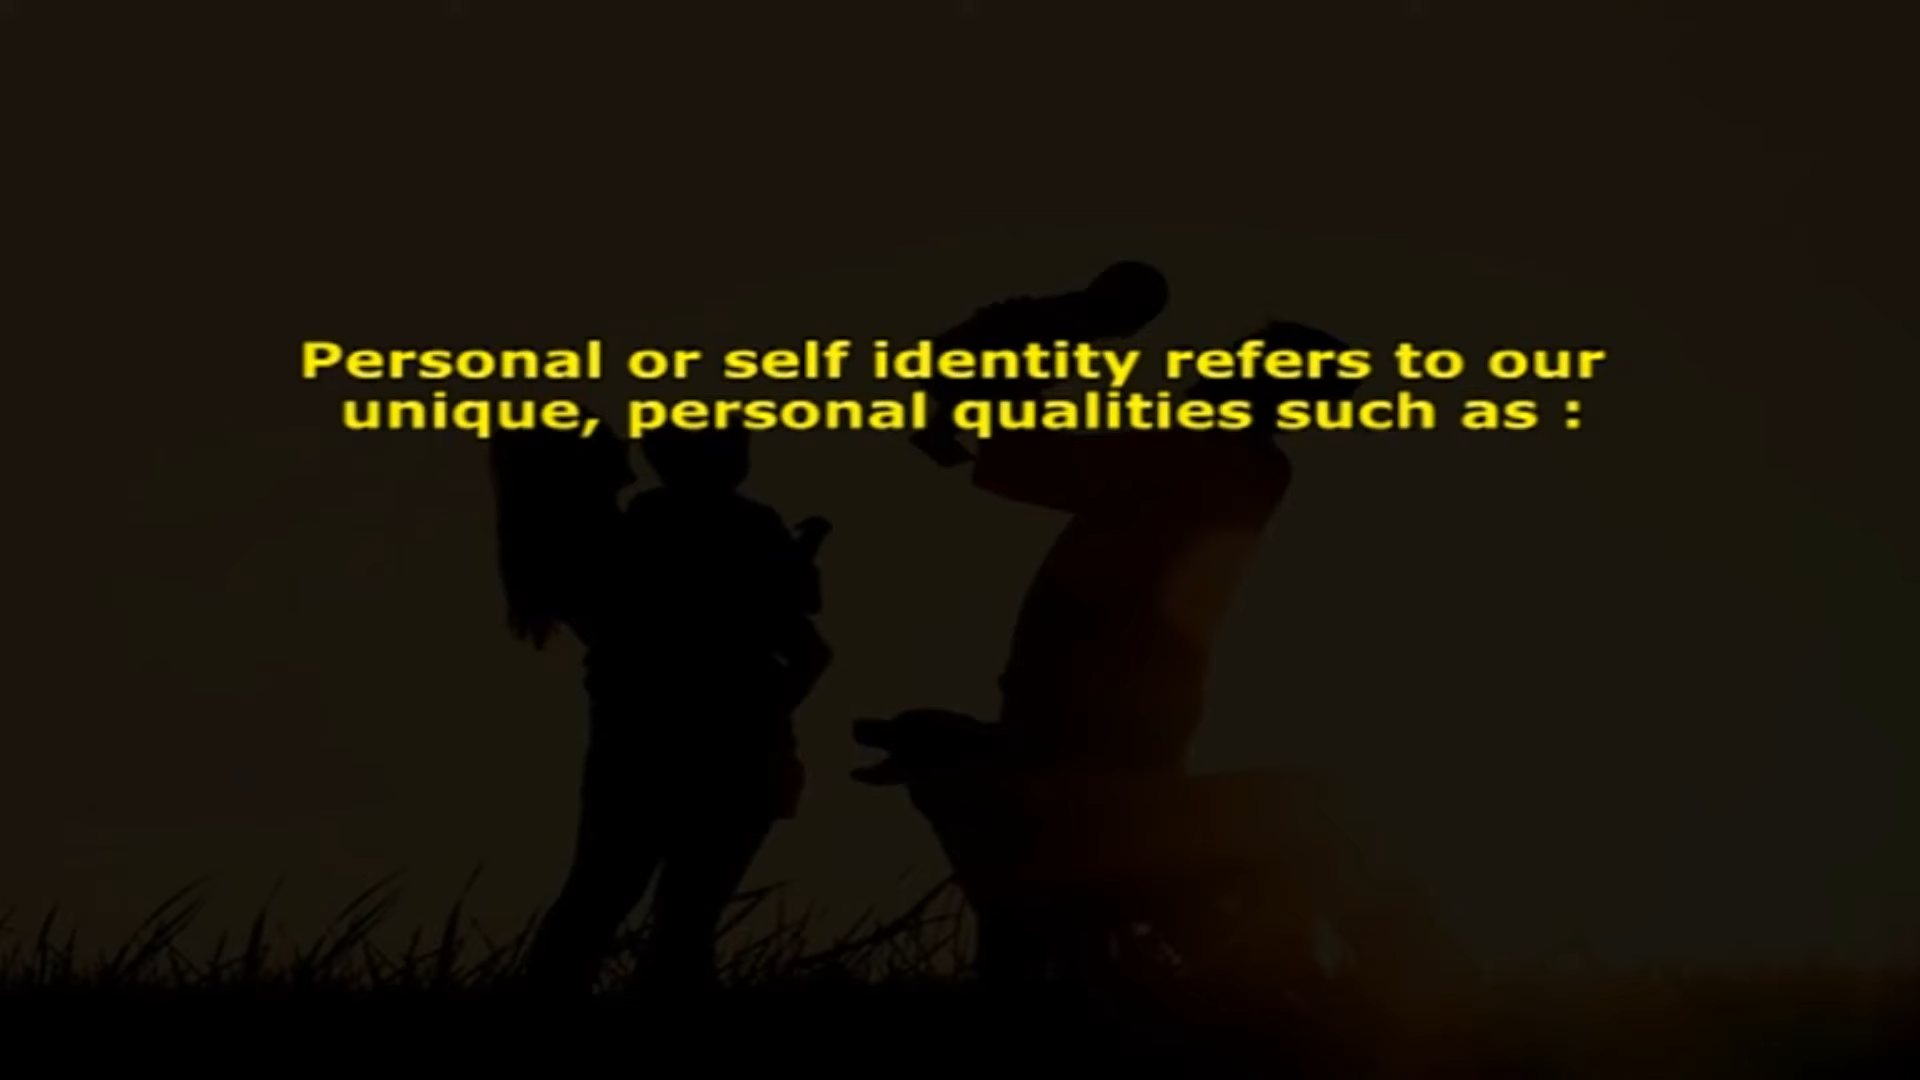 Personal or self identity refers to our
unique, personal qualities such as :